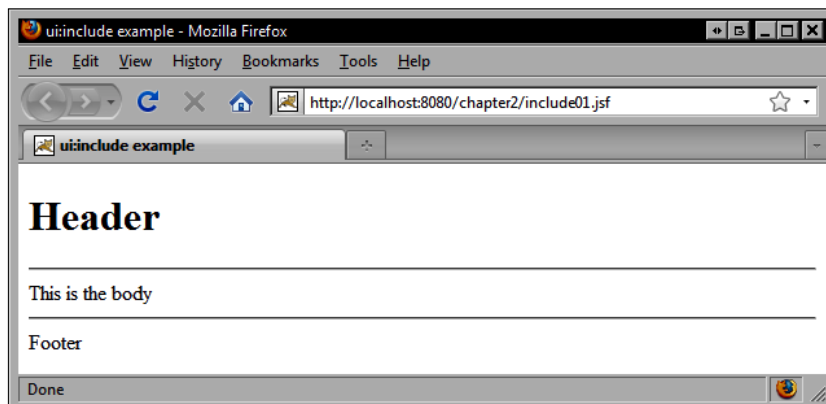 ui:include example - Mozilla Firefox
File Edit View History Bookmarks Tools Help
http://localhost:8080/chapter2/include01.jsf
ui:include example
Header
This is the body
Footer
Done